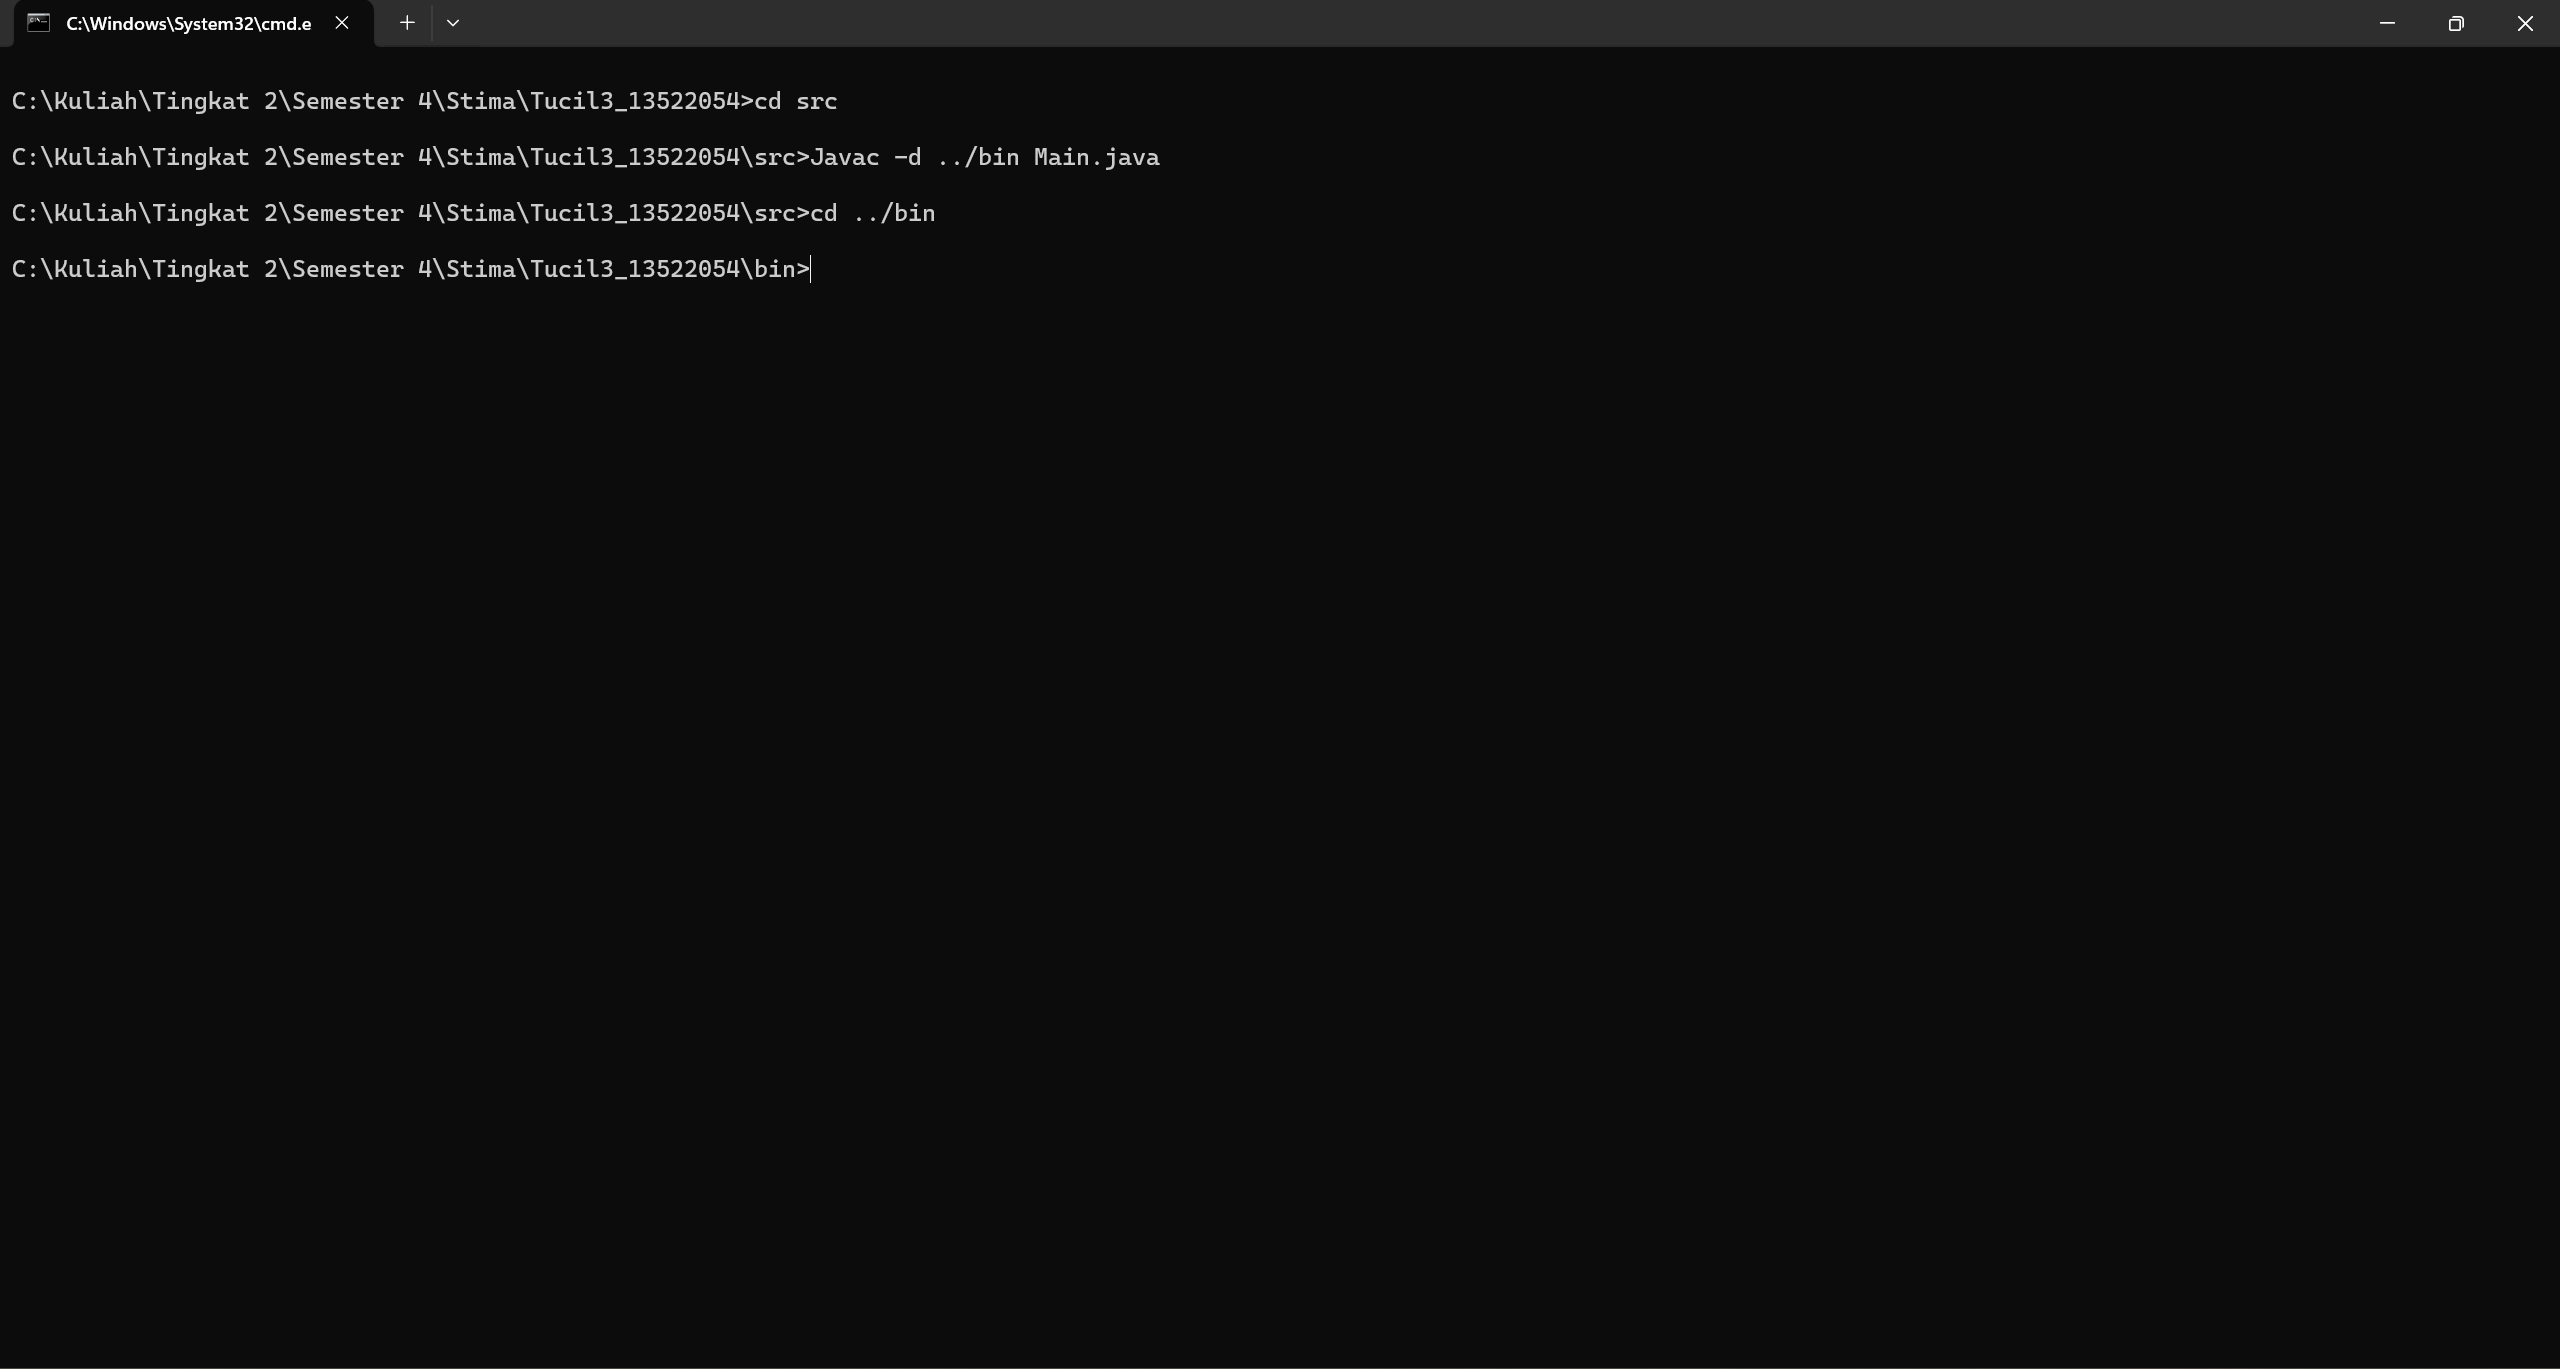 C:\Windows\System32\cmd.e
C:\Kuliah\Tingkat 2\Semester 4\Stima\Tucil3_13522054>cd src
C:\Kuliah\Tingkat 2\Semester 4\Stima\Tucil3_13522054\src>Javac -d ../bin Main.java
C:\Kuliah\Tingkat 2\Semester 4\Stima\Tucil3_13522054\src>cd ../bin
C:\Kuliah\Tingkat 2\Semester 4\Stima\Tucil3_13522054\bin>